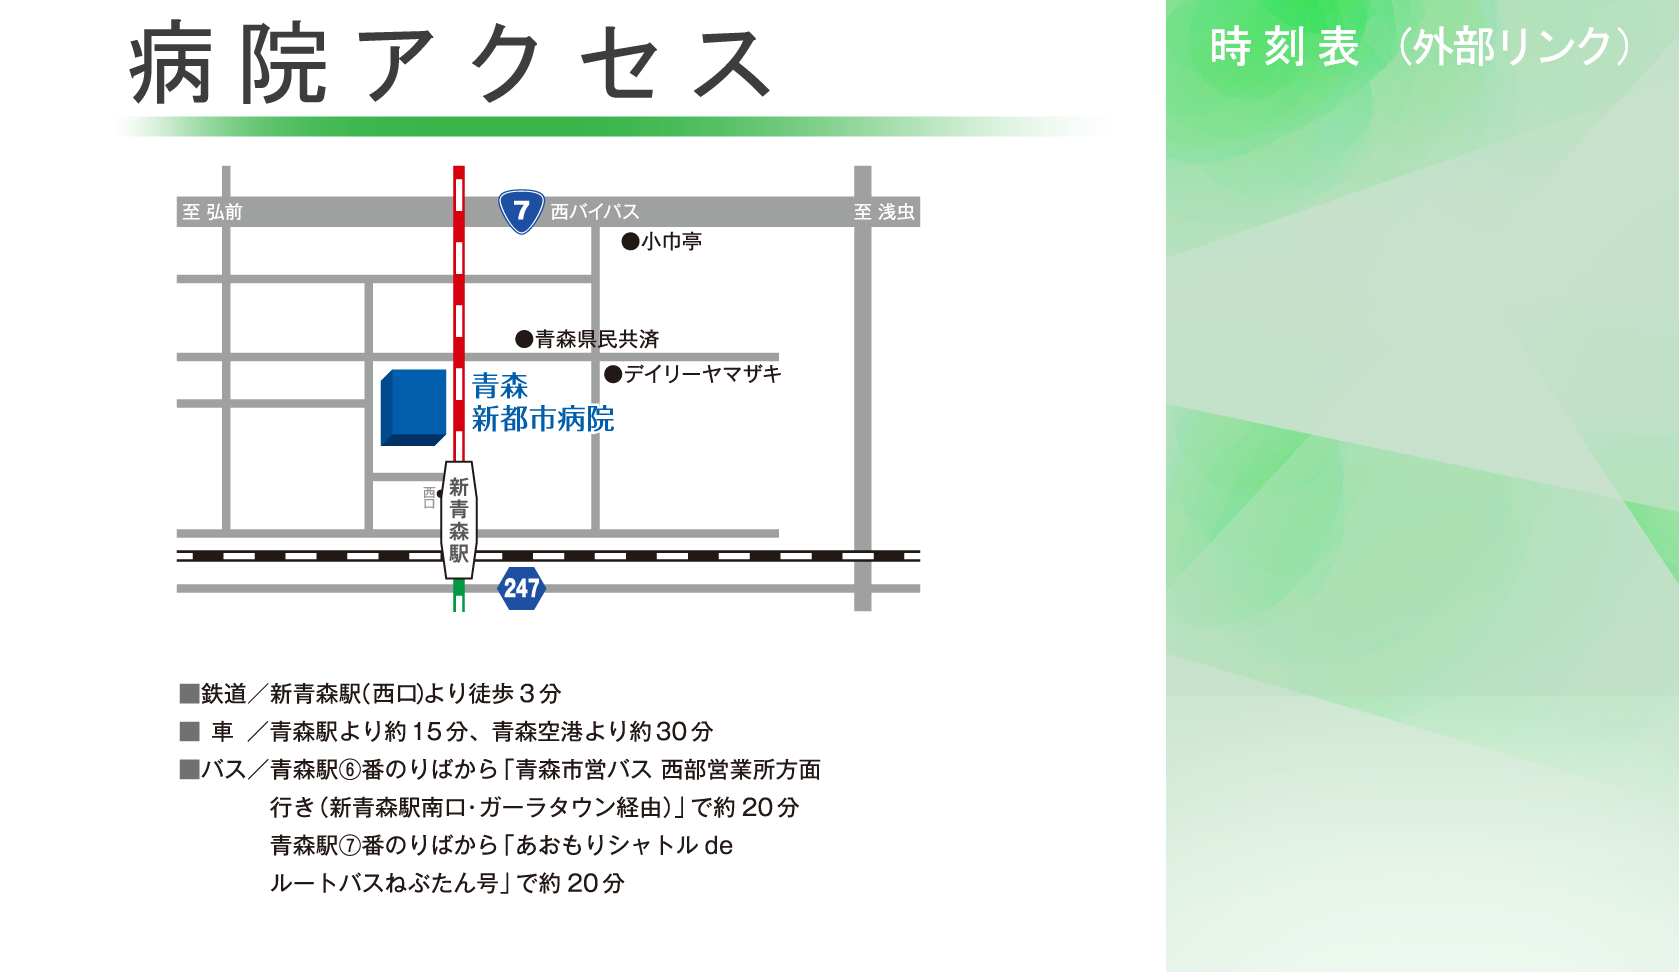 病院アクセス
時刻表 （外部リンク）
至 弘前
7
西バイパス
至 浅虫
●小巾亭
●青森県民共済
●デイリーヤマザキ
青森
新都市病院
西口
新青森駅
247
■鉄道／新青森駅(西口)より徒歩3分
■ 車 ／青森駅より約15分、青森空港より約30分
■バス／青森駅⑥番のりばから「青森市営バス 西部営業所方面
行き（新青森駅南口・ガーラタウン経由）」で約20分
青森駅⑦番のりばから「あおもりシャトルde
ルートバスねぶたん号」で約20分